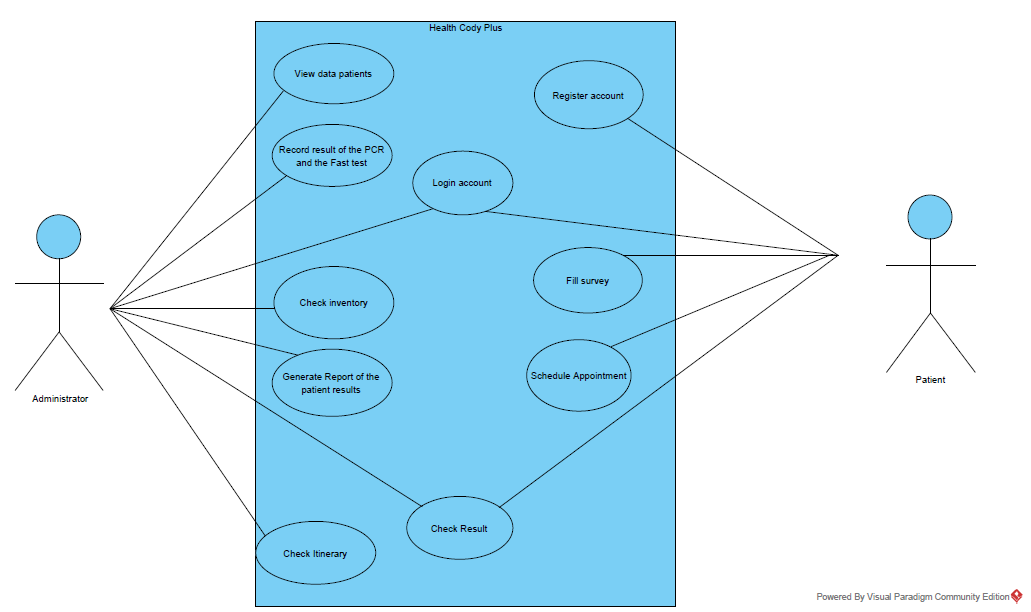 Health Cody Plus
View data patients
Register account
Record result of the PCR
and the Fast test
Login account
Fill survey
Check inventory
Generate Report of the
patient results
Schedule Appointment
Administrator
Patient
Check Result
Check Itinerary
Powered By Visual Paradigm Community Edition